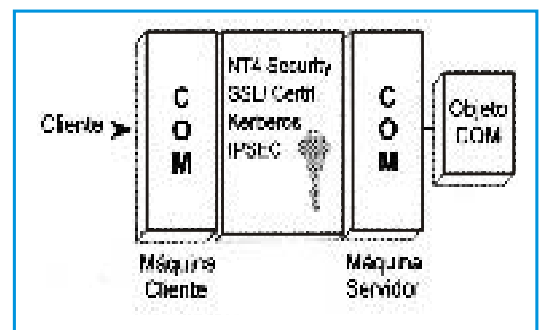 Cliente
C
O
M
NT4 Security
SSL/ Certif.
Kerberos
IPSEC
C
O
M
Objeto
COM
Máquina
Cliente
Máquina
Servidor